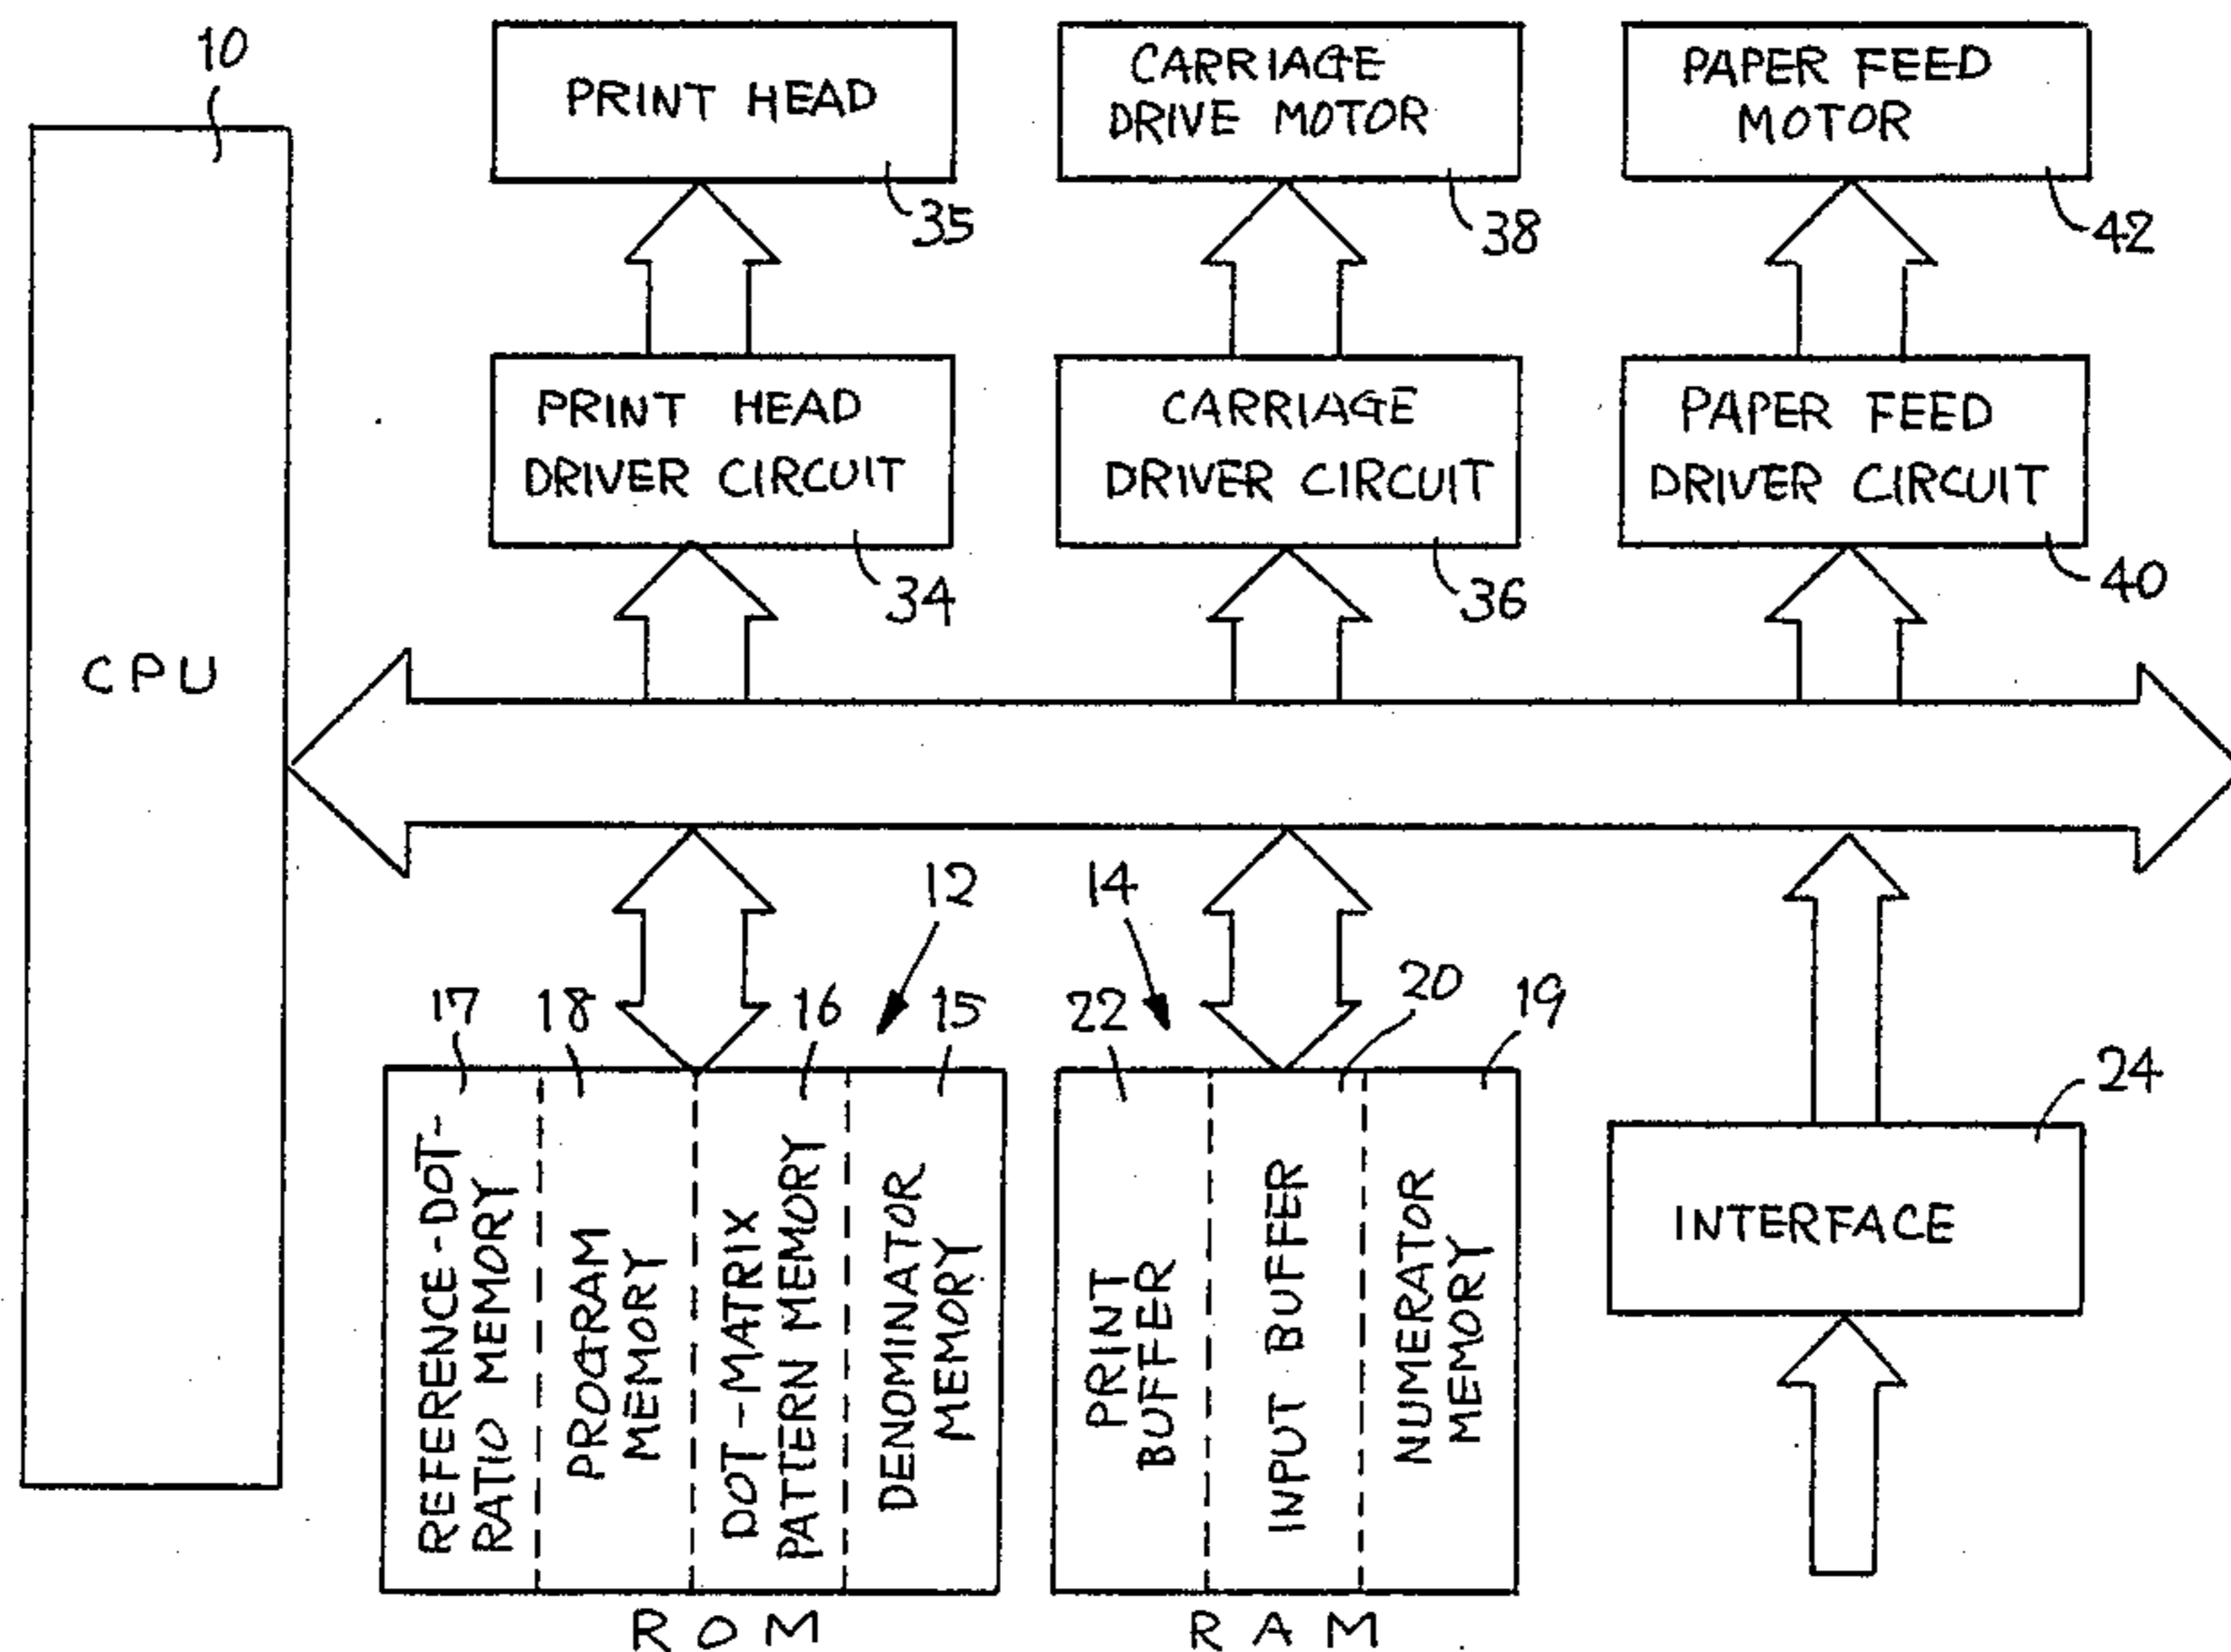 10
PRINT HEAD
35
CARRIAGE
DRIVE MOTOR
38
PAPER FEED
MOTOR
42
PRINT HEAD
DRIVER CIRCUIT
34
CARRIAGE
DRIVER CIRCUIT
36
PAPER FEED
DRIVER CIRCUIT
40
CPU
12
14
17
18
16
15
22
20
19
24
REFERENCE-DOT-
RATIO MEMORY
PROGRAM
MEMORY
DOT-MATRIX
PATTERN MEMORY
DENOMINATOR
MEMORY
PRINT
BUFFER
INPUT BUFFER
NUMERATOR
MEMORY
INTERFACE
ROM
RAM